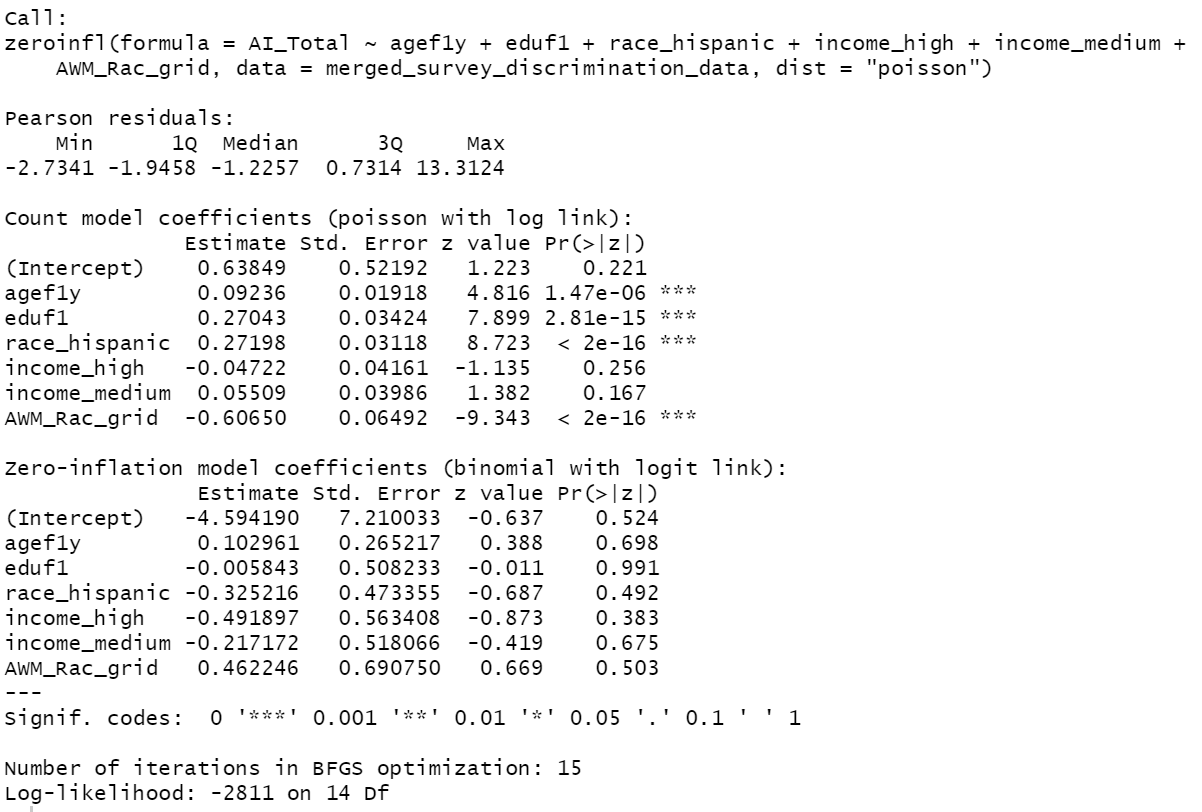 Call:
zeroinfl(formula = AI_Total ~ agef1y + eduf1 + race_hispanic + income_high + income_medium +
    AWM_Rac_grid, data = merged_survey_discrimination_data, dist = "poisson")

Pearson residuals:
    Min      1Q  Median      3Q     Max
-2.7341 -1.9458 -1.2257  0.7314 13.3124

Count model coefficients (poisson with log link):
              Estimate Std. Error z value Pr(>|z|)
(Intercept)    0.63849    0.52192   1.223    0.221
agef1y         0.09236    0.01918   4.816 1.47e-06 ***
eduf1          0.27043    0.03424   7.899 2.81e-15 ***
race_hispanic  0.27198    0.03118   8.723  < 2e-16 ***
income_high   -0.04722    0.04161  -1.135    0.256
income_medium  0.05509    0.03986   1.382    0.167
AWM_Rac_grid  -0.60650    0.06492  -9.343  < 2e-16 ***

Zero-inflation model coefficients (binomial with logit link):
               Estimate Std. Error z value Pr(>|z|)
(Intercept)   -4.594190   7.210033  -0.637    0.524
agef1y         0.102961   0.265217   0.388    0.698
eduf1         -0.005843   0.508233  -0.011    0.991
race_hispanic -0.325216   0.473355  -0.687    0.492
income_high   -0.491897   0.563408  -0.873    0.383
income_medium -0.217172   0.518066  -0.419    0.675
AWM_Rac_grid   0.462246   0.690750   0.669    0.503
---
Signif. codes:  0 '***' 0.001 '**' 0.01 '*' 0.05 '.' 0.1 ' ' 1

Number of iterations in BFGS optimization: 15
Log-likelihood: -2811 on 14 Df